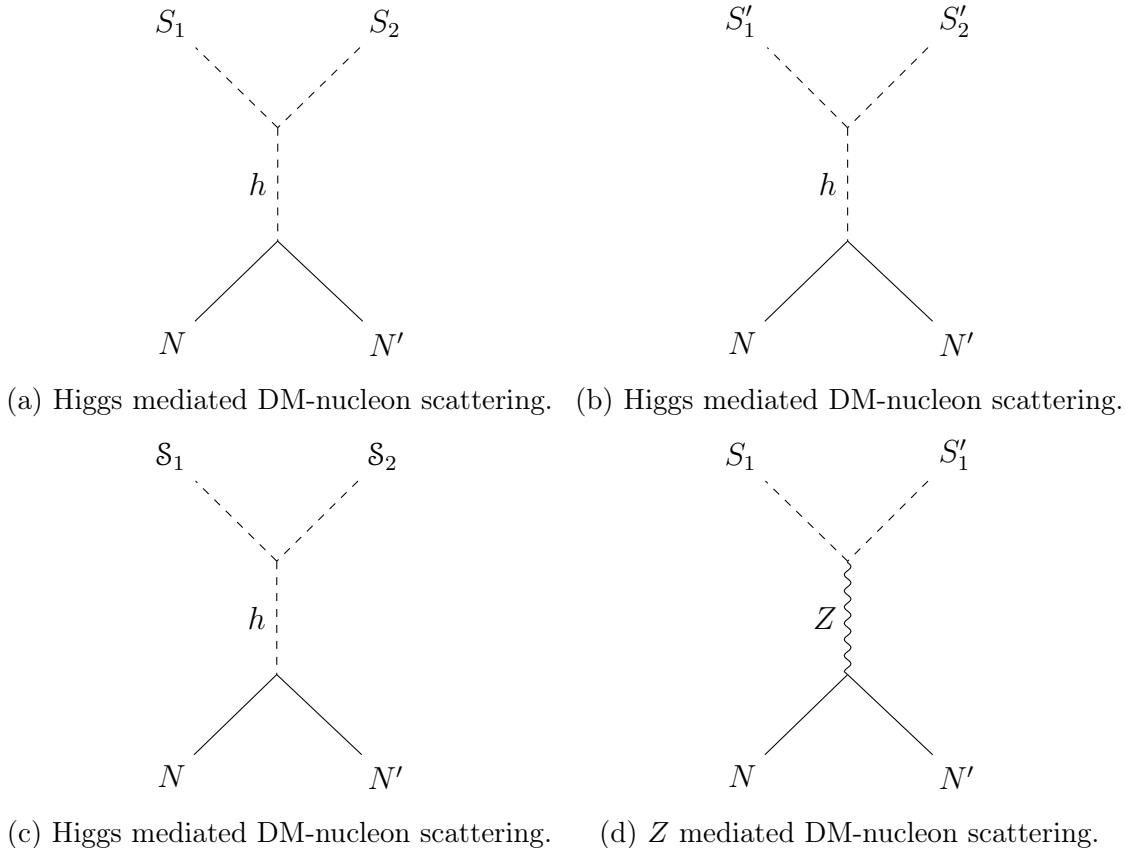 S₁ S₂ S′₁ S′₂
h h
N N′ N N′
(a) Higgs mediated DM-nucleon scattering. (b) Higgs mediated DM-nucleon scattering.
𝒮₁ 𝒮₂ S₁ S′₁
h Z
N N′ N N′
(c) Higgs mediated DM-nucleon scattering. (d) Z mediated DM-nucleon scattering.